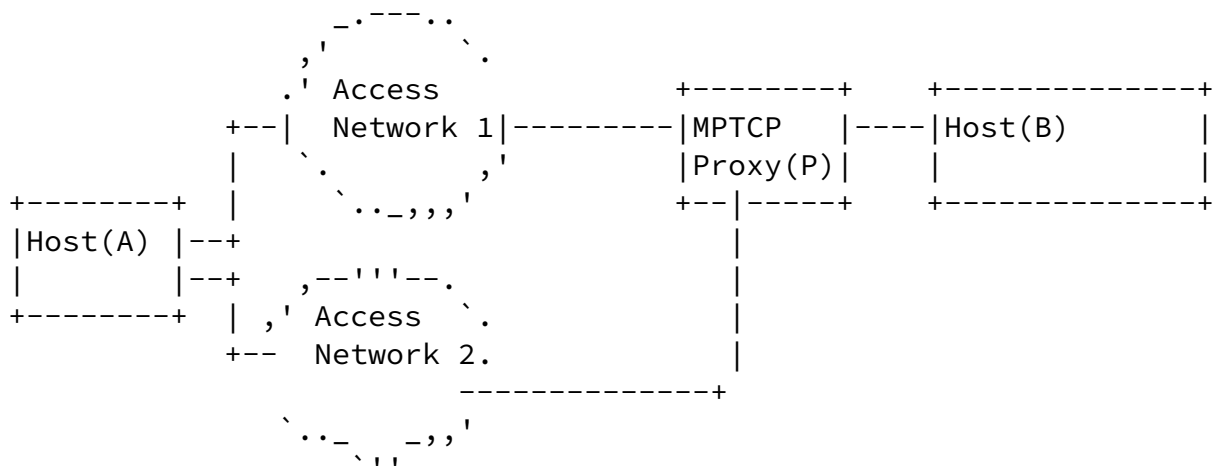 Access
Network 1
MPTCP
Proxy(P)
Host(B)
Host(A)
Access
Network 2.